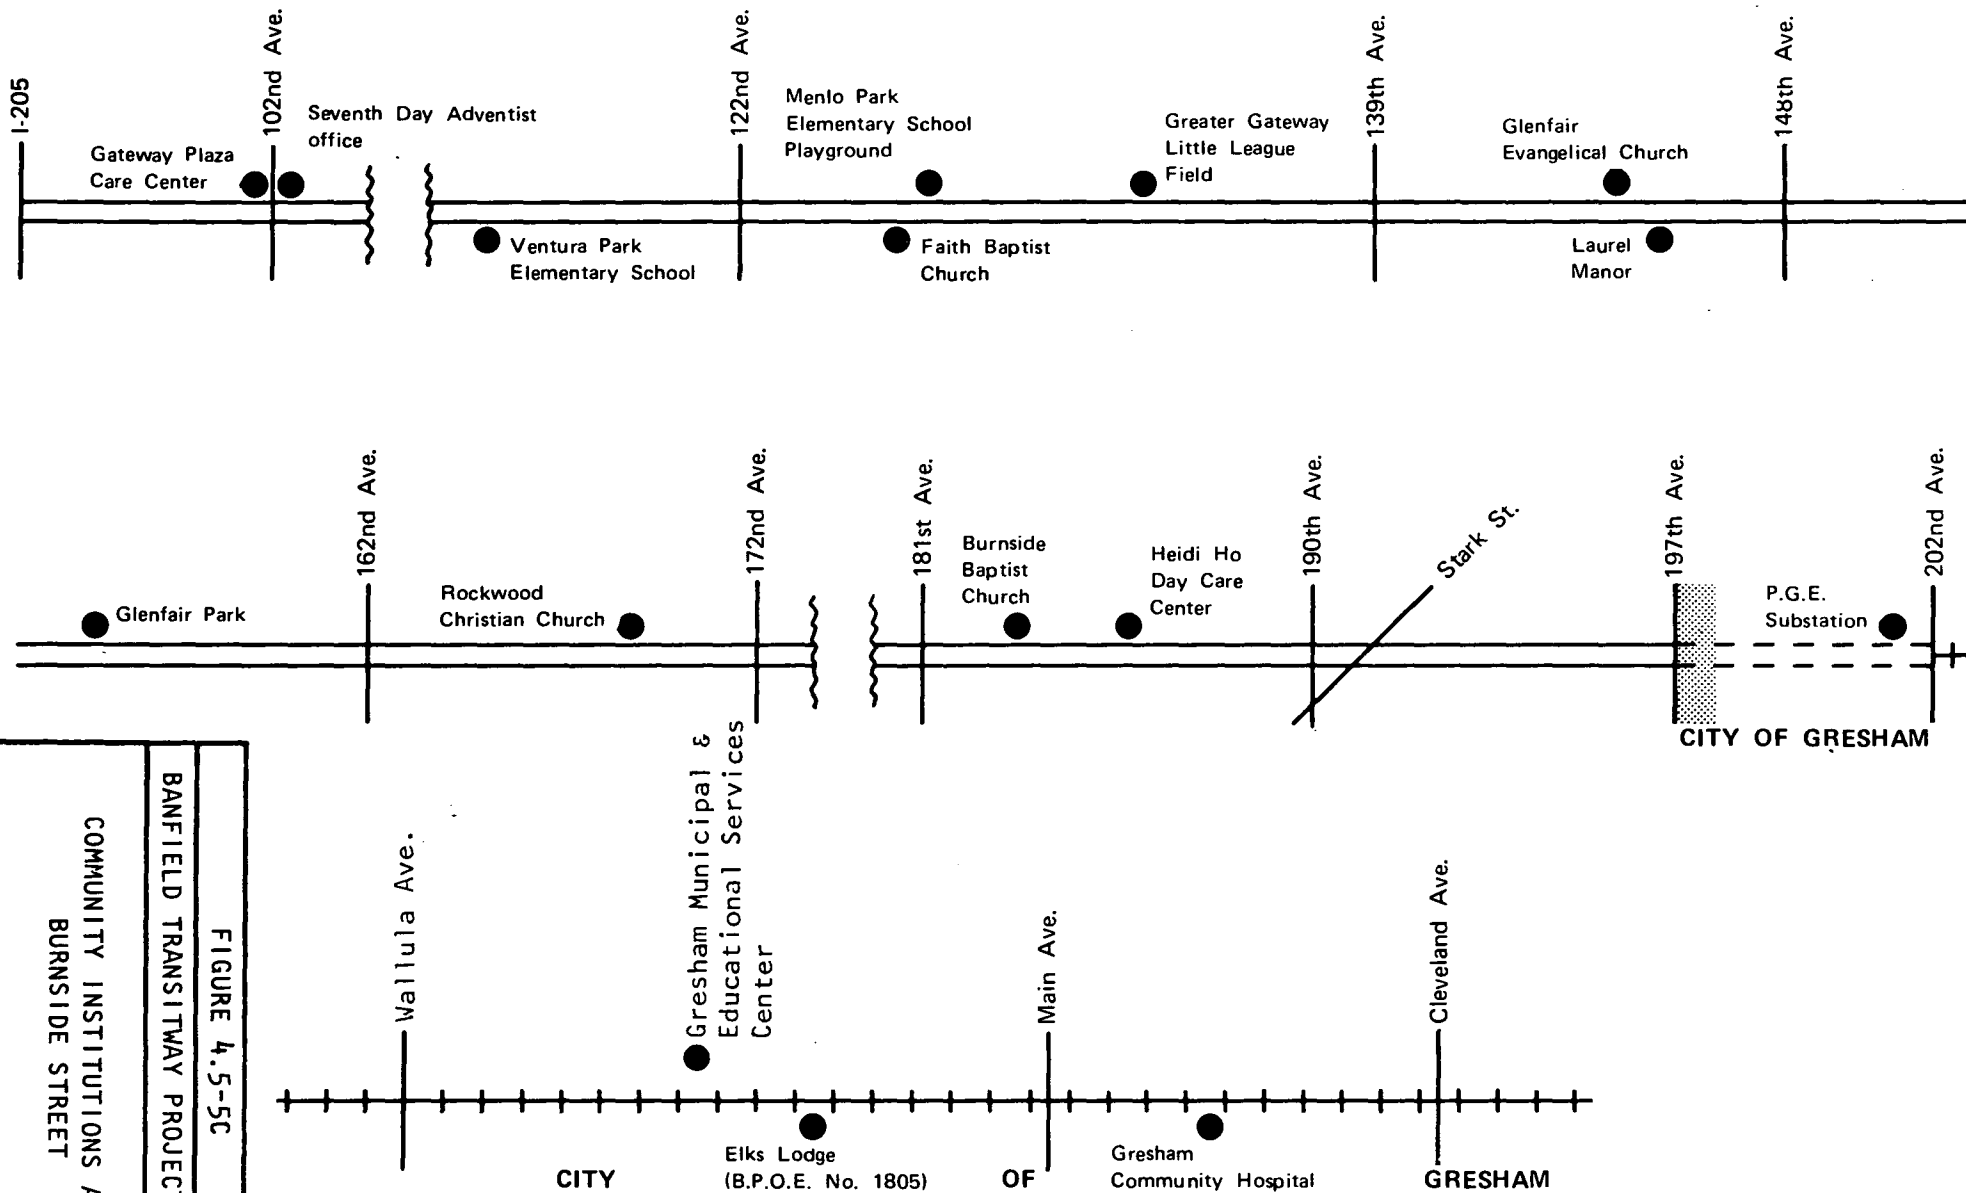 I-205
Gateway Plaza
Care Center
102nd Ave.
Seventh Day Adventist
office
Ventura Park
Elementary School
122nd Ave.
Menlo Park
Elementary School
Playground
Faith Baptist
Church
Greater Gateway
Little League
Field
139th Ave.
Glenfair
Evangelical Church
Laurel
Manor
148th Ave.
Glenfair Park
162nd Ave.
Rockwood
Christian Church
172nd Ave.
181st Ave.
Burnside
Baptist
Church
Heidi Ho
Day Care
Center
190th Ave.
Stark St.
197th Ave.
P.G.E.
Substation
202nd Ave.
CITY OF GRESHAM
Wallula Ave.
Gresham Municipal &
Educational Services
Center
Elks Lodge
(B.P.O.E. No. 1805)
Main Ave.
Gresham
Community Hospital
Cleveland Ave.
CITY OF GRESHAM
FIGURE 4.5-5C
BANFIELD TRANSITWAY PROJECT
COMMUNITY INSTITUTIONS A
BURNSIDE STREET